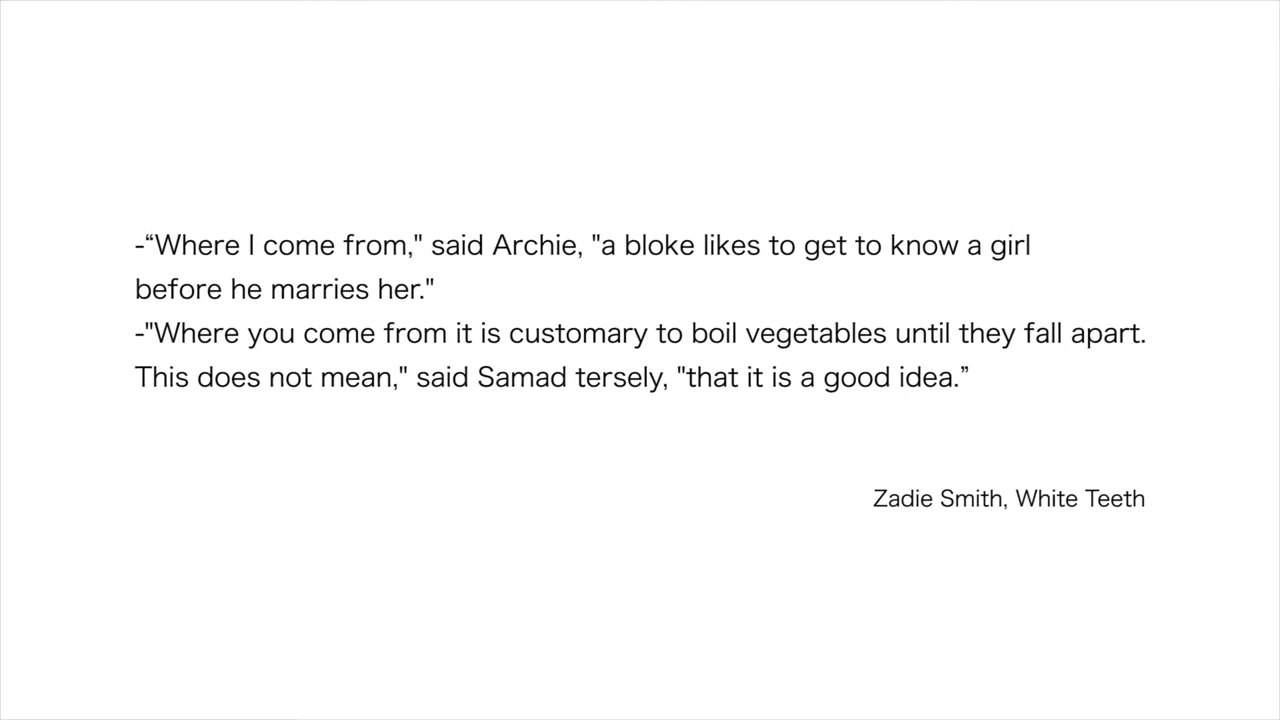 -“Where I come from," said Archie, "a bloke likes to get to know a girl
before he marries her."
-"Where you come from it is customary to boil vegetables until they fall apart.
This does not mean," said Samad tersely, "that it is a good idea.”
Zadie Smith, White Teeth